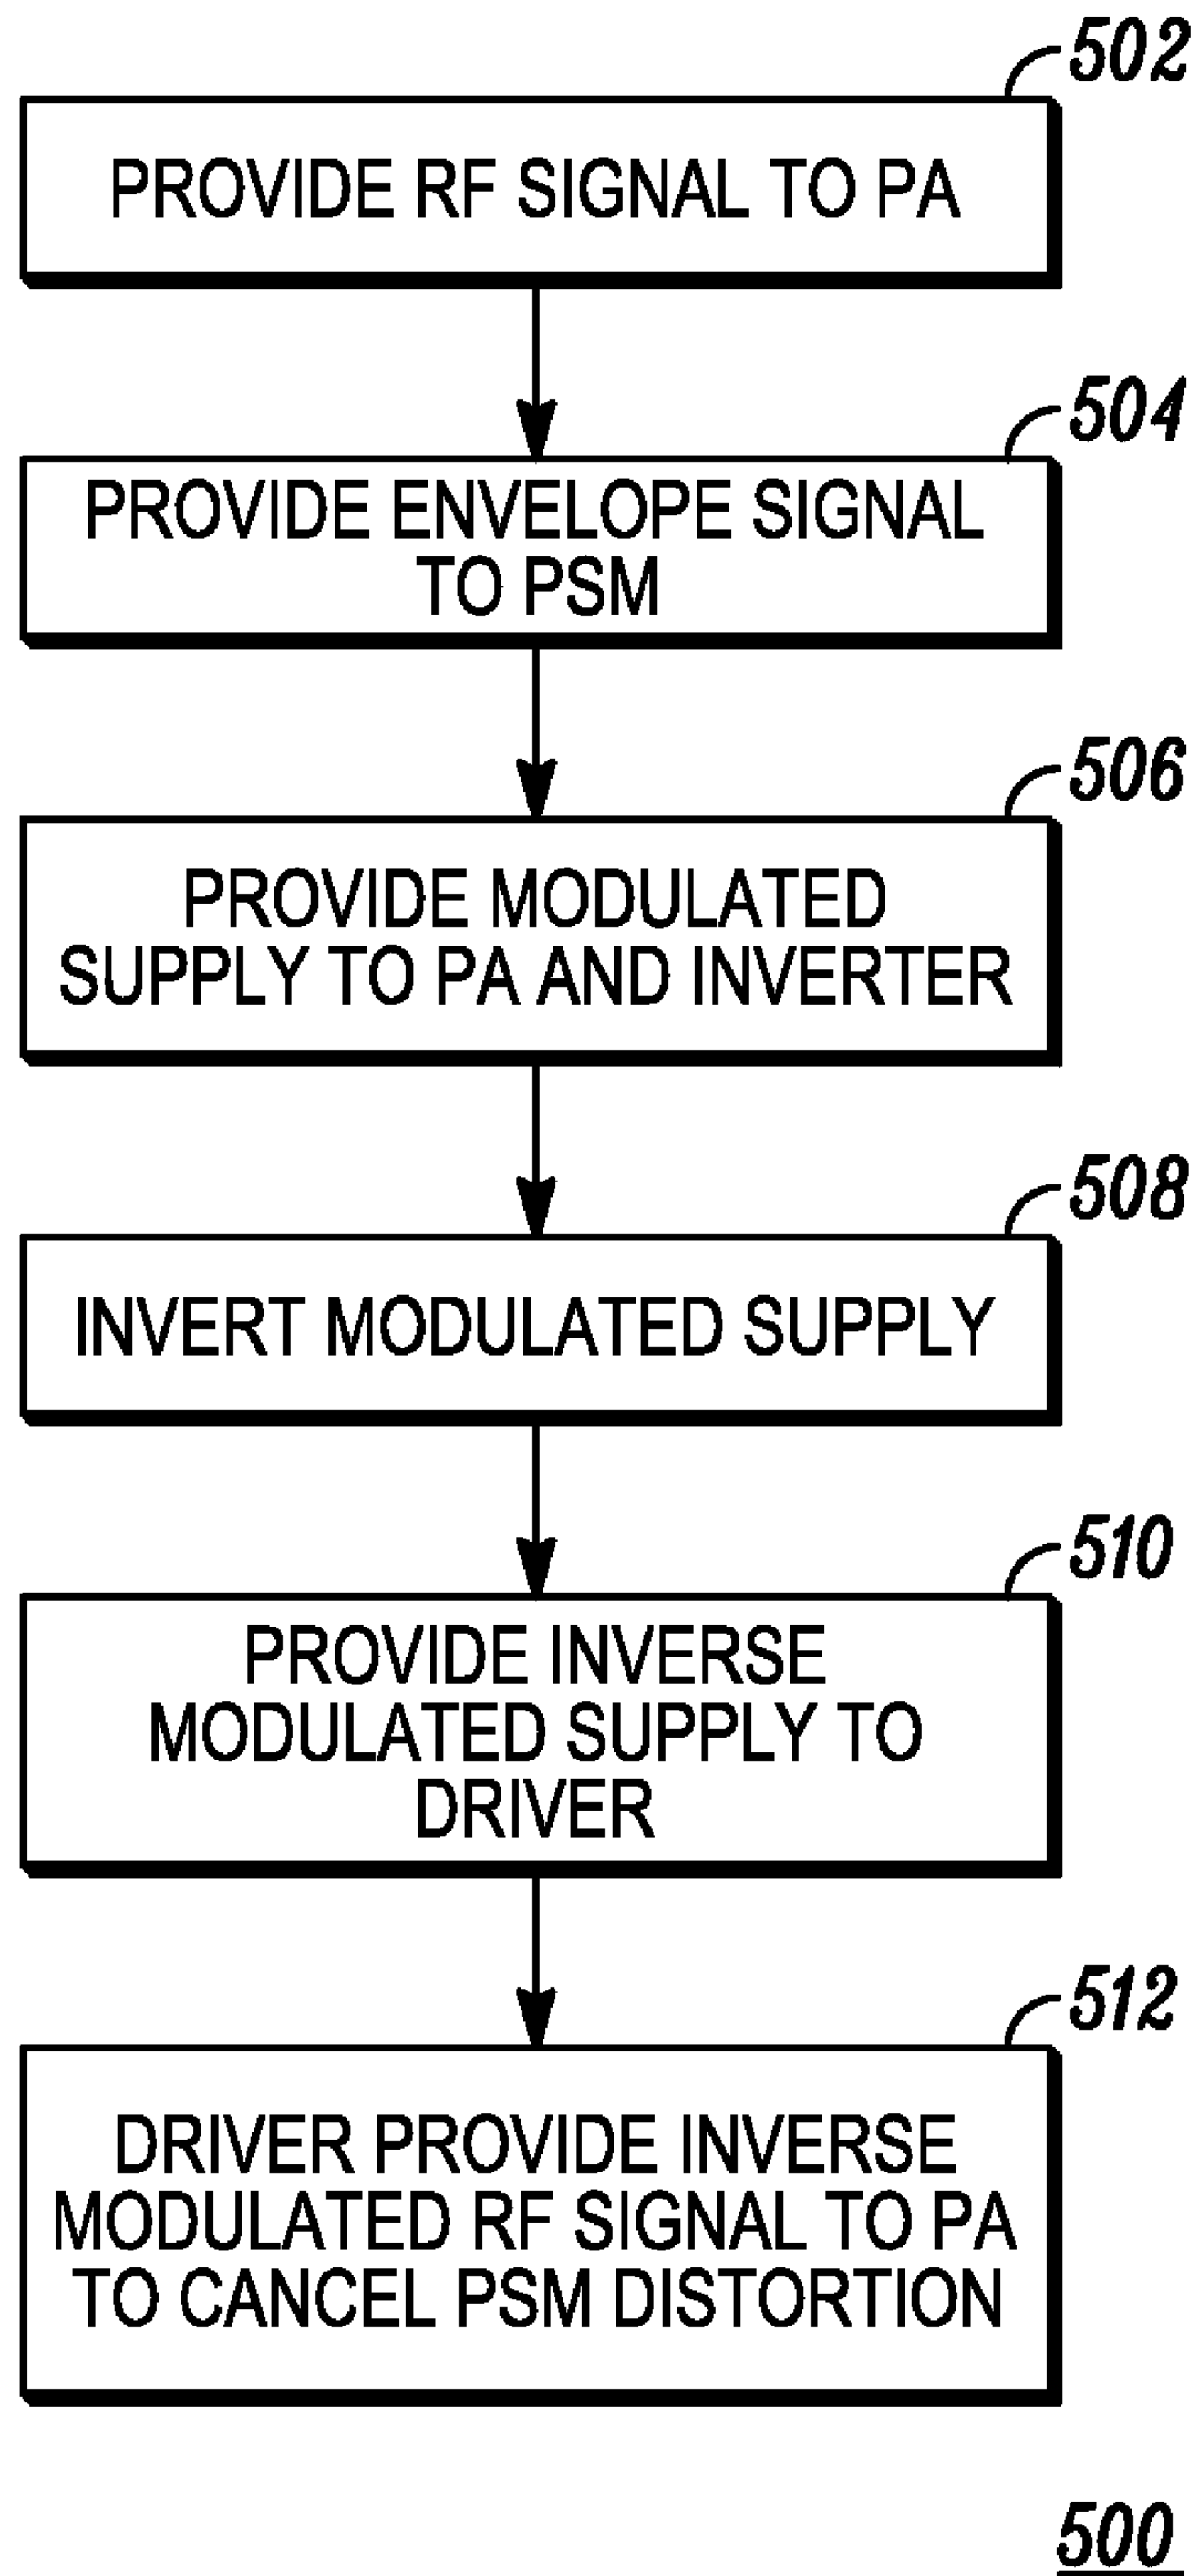 502
PROVIDE RF SIGNAL TO PA
504
PROVIDE ENVELOPE SIGNAL
TO PSM
506
PROVIDE MODULATED
SUPPLY TO PA AND INVERTER
508
INVERT MODULATED SUPPLY
510
PROVIDE INVERSE
MODULATED SUPPLY TO
DRIVER
512
DRIVER PROVIDE INVERSE
MODULATED RF SIGNAL TO PA
TO CANCEL PSM DISTORTION
500